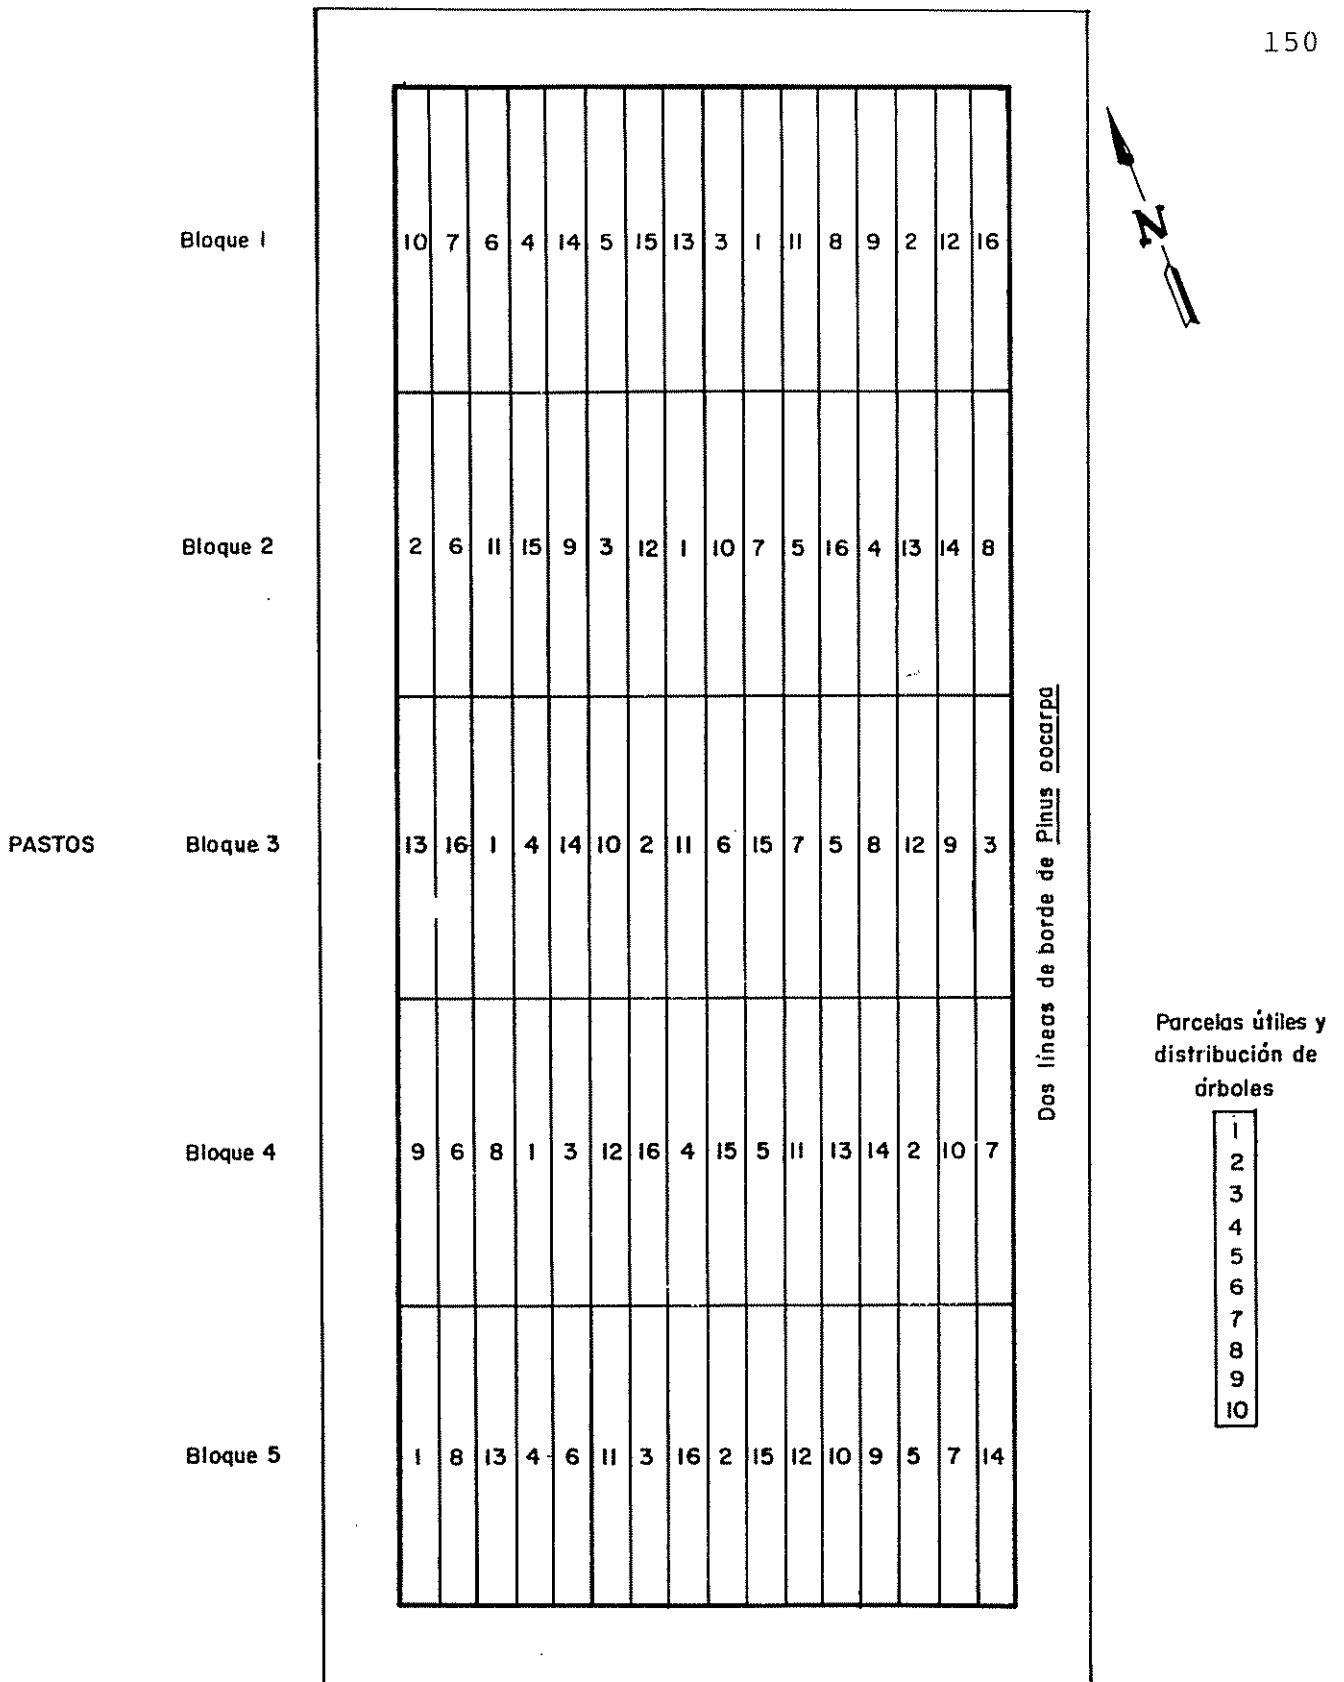 150
N
Bloque 1 10 7 6 4 14 5 15 13 3 1 11 8 9 2 12 16
Bloque 2 2 6 11 15 9 3 12 1 10 7 5 16 4 13 14 8
PASTOS Bloque 3 13 16 1 4 14 10 2 11 6 15 7 5 8 12 9 3
Dos líneas de borde de Pinus oocarpa
Bloque 4 9 6 8 1 3 12 16 4 15 5 11 13 14 2 10 7
Bloque 5 1 8 13 4 6 11 3 16 2 15 12 10 9 5 7 14
Parcelas útiles y
distribución de
árboles
1
2
3
4
5
6
7
8
9
10